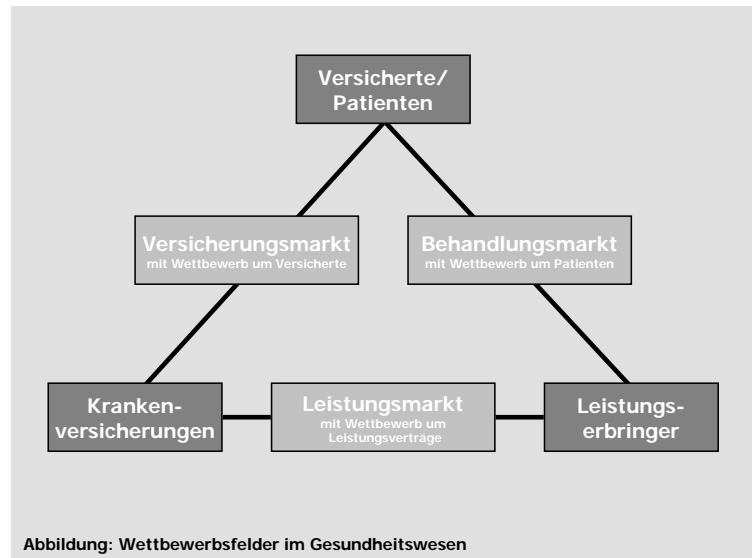 Versicherte/
Patienten
Versicherungsmarkt
mit Wettbewerb um Versicherte
Behandlungsmarkt
mit Wettbewerb um Patienten
Kranken-
versicherungen
Leistungsmarkt
mit Wettbewerb um
Leistungsverträge
Leistungs-
erbringer
Abbildung: Wettbewerbsfelder im Gesundheitswesen